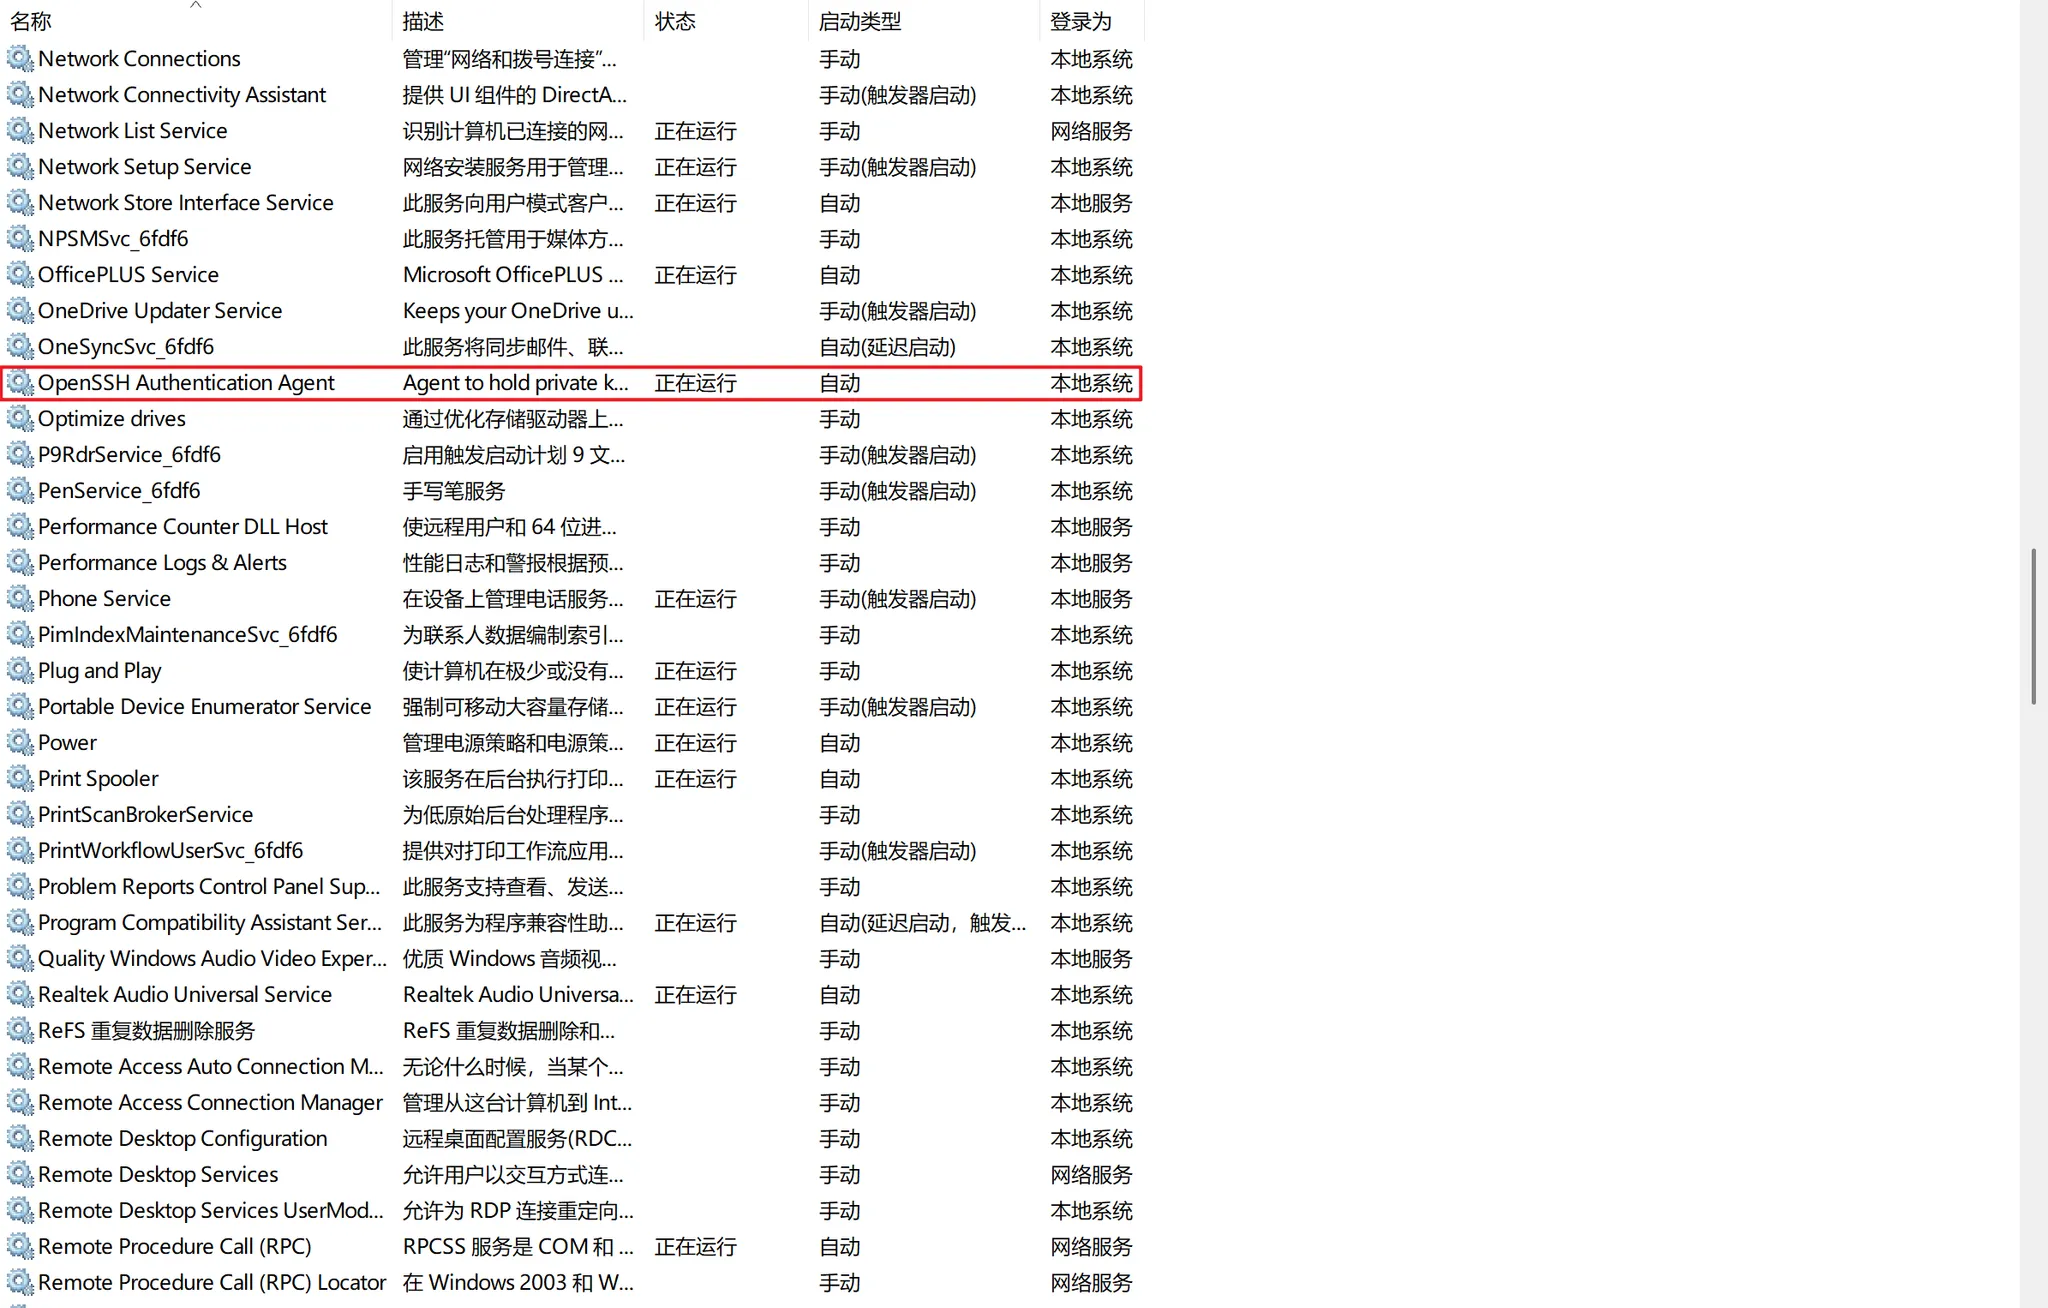 名称 描述 状态 启动类型 登录为
Network Connections 管理“网络和拨号连接”... 手动 本地系统
Network Connectivity Assistant 提供 UI 组件的 DirectA... 手动(触发器启动) 本地系统
Network List Service 识别计算机已连接的网... 正在运行 手动 网络服务
Network Setup Service 网络安装服务用于管理... 正在运行 手动(触发器启动) 本地系统
Network Store Interface Service 此服务向用户模式客户... 正在运行 自动 本地服务
NPSMSvc_6fdf6 此服务托管用于媒体方... 手动 本地系统
OfficePLUS Service Microsoft OfficePLUS ... 正在运行 自动 本地系统
OneDrive Updater Service Keeps your OneDrive u... 手动(触发器启动) 本地系统
OneSyncSvc_6fdf6 此服务将同步邮件、联... 自动(延迟启动) 本地系统
OpenSSH Authentication Agent Agent to hold private k... 正在运行 自动 本地系统
Optimize drives 通过优化存储驱动器上... 手动 本地系统
P9RdrService_6fdf6 启用触发启动计划 9 文... 手动(触发器启动) 本地系统
PenService_6fdf6 手写笔服务 手动(触发器启动) 本地系统
Performance Counter DLL Host 使远程用户和 64 位进... 手动 本地服务
Performance Logs & Alerts 性能日志和警报根据预... 手动 本地服务
Phone Service 在设备上管理电话服务... 正在运行 手动(触发器启动) 本地服务
PimIndexMaintenanceSvc_6fdf6 为联系人数据编制索引... 手动 本地系统
Plug and Play 使计算机在极少或没有... 正在运行 手动 本地系统
Portable Device Enumerator Service 强制可移动大容量存储... 正在运行 手动(触发器启动) 本地系统
Power 管理电源策略和电源策... 正在运行 自动 本地系统
Print Spooler 该服务在后台执行打印... 正在运行 自动 本地系统
PrintScanBrokerService 为低原始后台处理程序... 手动 本地系统
PrintWorkflowUserSvc_6fdf6 提供对打印工作流应用... 手动(触发器启动) 本地系统
Problem Reports Control Panel Sup... 此服务支持查看、发送... 手动 本地系统
Program Compatibility Assistant Ser... 此服务为程序兼容性助... 正在运行 自动(延迟启动，触发... 本地系统
Quality Windows Audio Video Exper... 优质 Windows 音频视... 手动 本地服务
Realtek Audio Universal Service Realtek Audio Universa... 正在运行 自动 本地系统
ReFS 重复数据删除服务 ReFS 重复数据删除和... 手动 本地系统
Remote Access Auto Connection M... 无论什么时候，当某个... 手动 本地系统
Remote Access Connection Manager 管理从这台计算机到 Int... 手动 本地系统
Remote Desktop Configuration 远程桌面配置服务(RDC... 手动 本地系统
Remote Desktop Services 允许用户以交互方式连... 手动 网络服务
Remote Desktop Services UserMod... 允许为 RDP 连接重定向... 手动 本地系统
Remote Procedure Call (RPC) RPCSS 服务是 COM 和 ... 正在运行 自动 网络服务
Remote Procedure Call (RPC) Locator 在 Windows 2003 和 W... 手动 网络服务